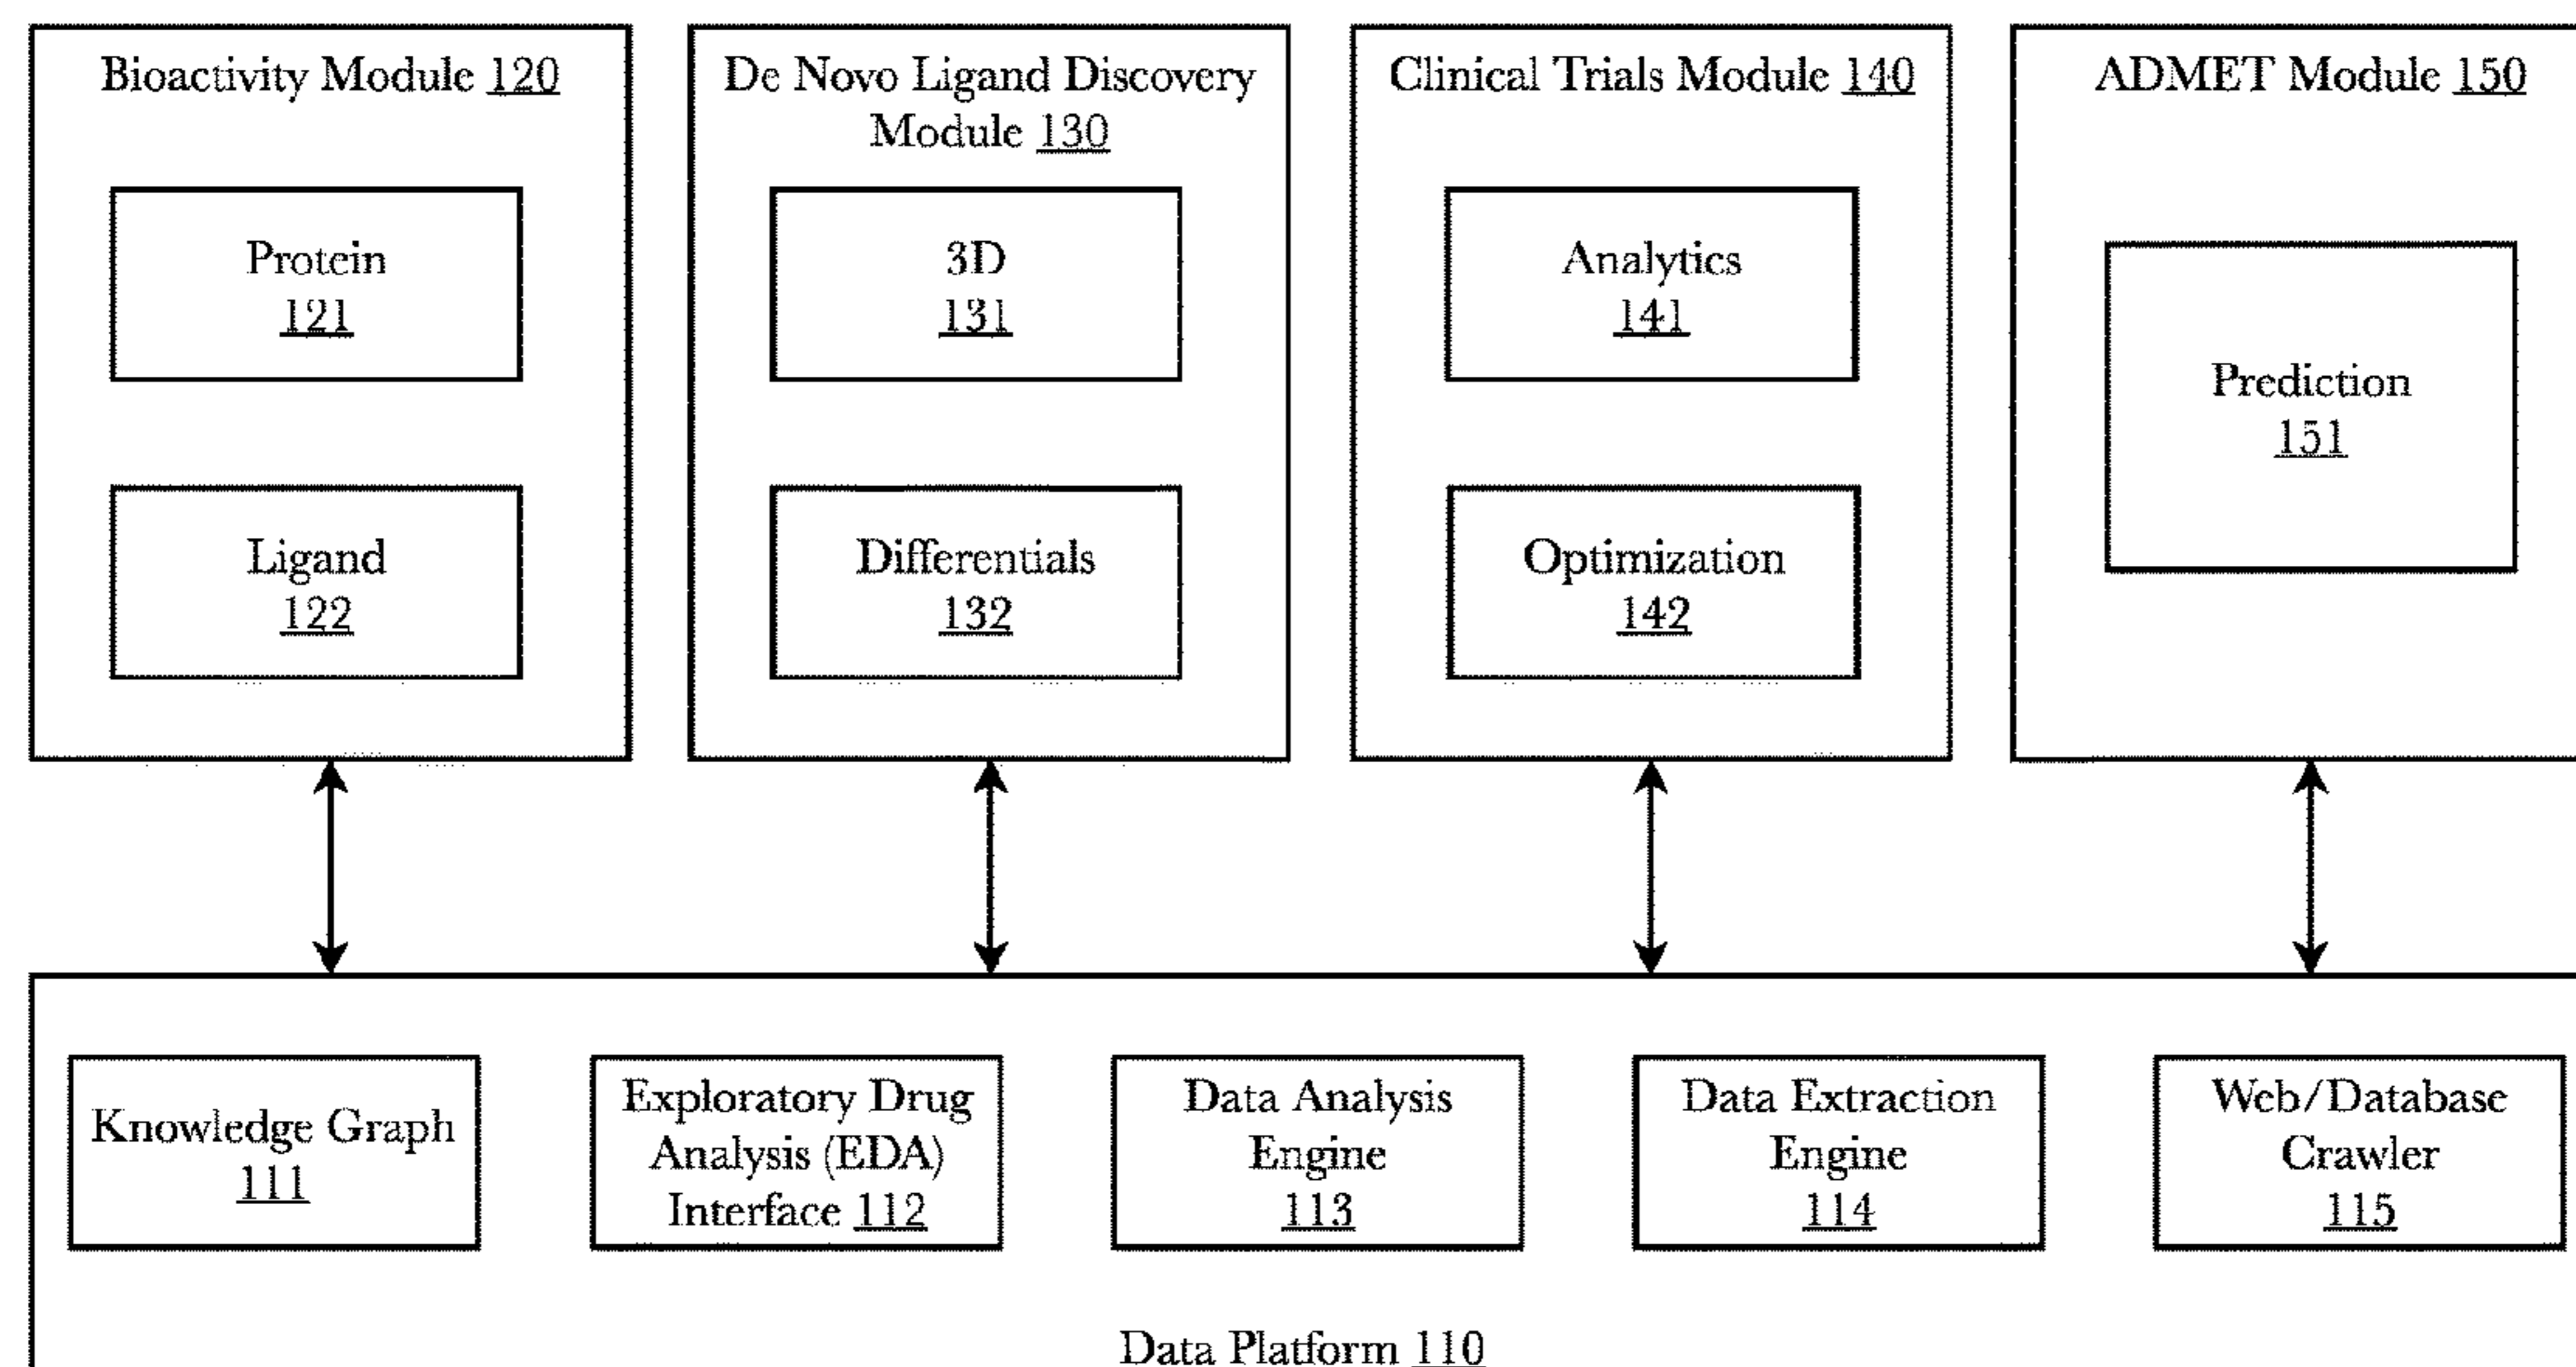 Bioactivity Module 120
Protein
121
Ligand
122
De Novo Ligand Discovery
Module 130
3D
131
Differentials
132
Clinical Trials Module 140
Analytics
141
Optimization
142
ADMET Module 150
Prediction
151
Knowledge Graph
111
Exploratory Drug
Analysis (EDA)
Interface 112
Data Analysis
Engine
113
Data Extraction
Engine
114
Web/Database
Crawler
115
Data Platform 110